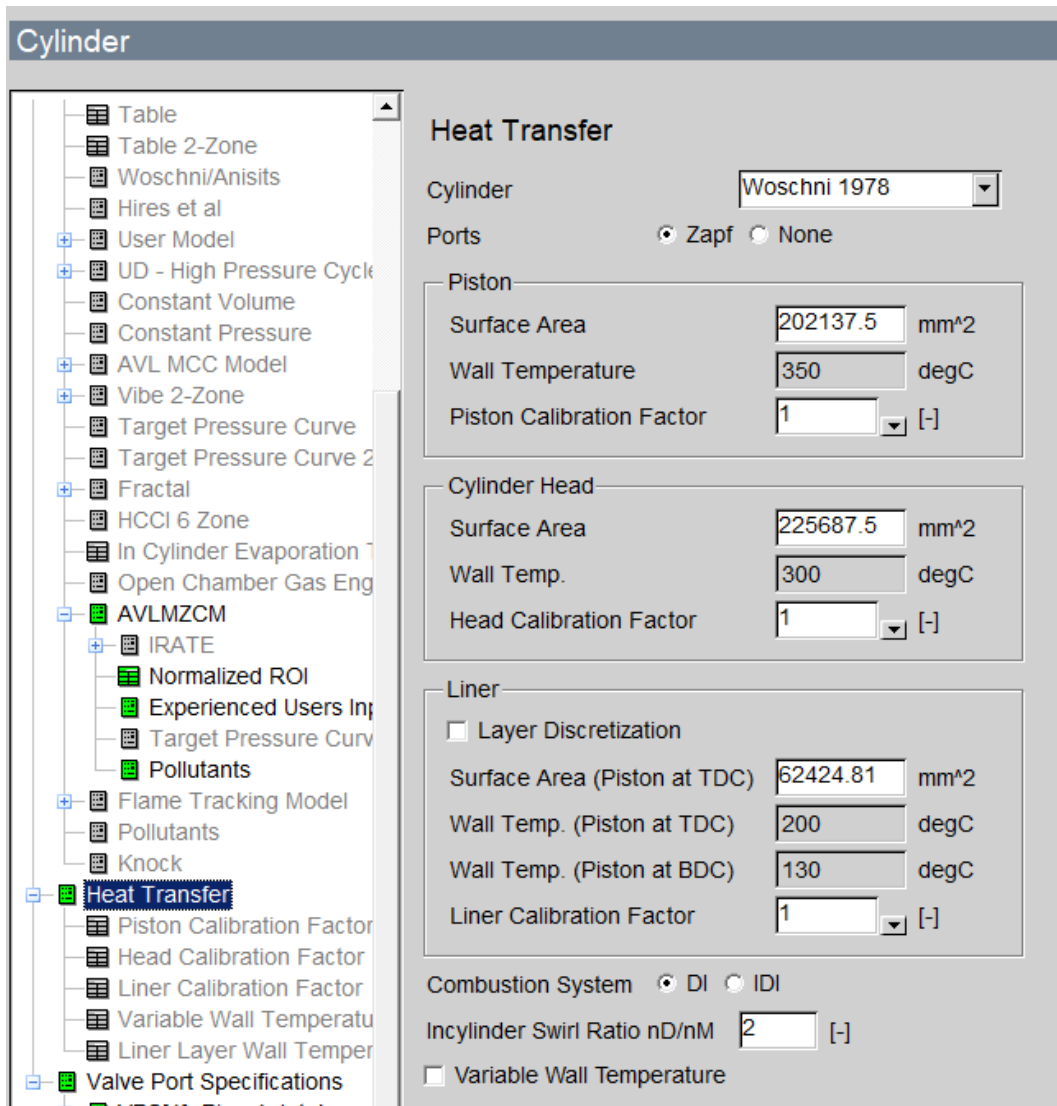 Cylinder
Table
Table 2-Zone
Woschni/Anisits
Hires et al
User Model
UD - High Pressure Cycle
Constant Volume
Constant Pressure
AVL MCC Model
Vibe 2-Zone
Target Pressure Curve
Target Pressure Curve 2
Fractal
HCCI 6 Zone
In Cylinder Evaporation T
Open Chamber Gas Eng
AVLMZCM
IRATE
Normalized ROI
Experienced Users Inp
Target Pressure Curv
Pollutants
Flame Tracking Model
Pollutants
Knock
Heat Transfer
Piston Calibration Factor
Head Calibration Factor
Liner Calibration Factor
Variable Wall Temperatu
Liner Layer Wall Temper
Valve Port Specifications
Heat Transfer
Cylinder Woschni 1978
Ports Zapf None
Piston
Surface Area 202137.5 mm^2
Wall Temperature 350 degC
Piston Calibration Factor 1 [-]
Cylinder Head
Surface Area 225687.5 mm^2
Wall Temp. 300 degC
Head Calibration Factor 1 [-]
Liner
Layer Discretization
Surface Area (Piston at TDC) 62424.81 mm^2
Wall Temp. (Piston at TDC) 200 degC
Wall Temp. (Piston at BDC) 130 degC
Liner Calibration Factor 1 [-]
Combustion System DI IDI
Incylinder Swirl Ratio nD/nM 2 [-]
Variable Wall Temperature